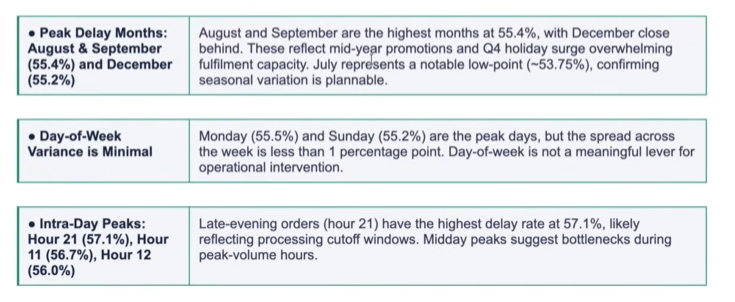 • Peak Delay Months:
August & September
(55.4%) and December
(55.2%)
August and September are the highest months at 55.4%, with December close
behind. These reflect mid-year promotions and Q4 holiday surge overwhelming
fulfilment capacity. July represents a notable low-point (~53.75%), confirming
seasonal variation is plannable.
• Day-of-Week
Variance is Minimal
Monday (55.5%) and Sunday (55.2%) are the peak days, but the spread across
the week is less than 1 percentage point. Day-of-week is not a meaningful lever for
operational intervention.
• Intra-Day Peaks:
Hour 21 (57.1%), Hour
11 (56.7%), Hour 12
(56.0%)
Late-evening orders (hour 21) have the highest delay rate at 57.1%, likely
reflecting processing cutoff windows. Midday peaks suggest bottlenecks during
peak-volume hours.